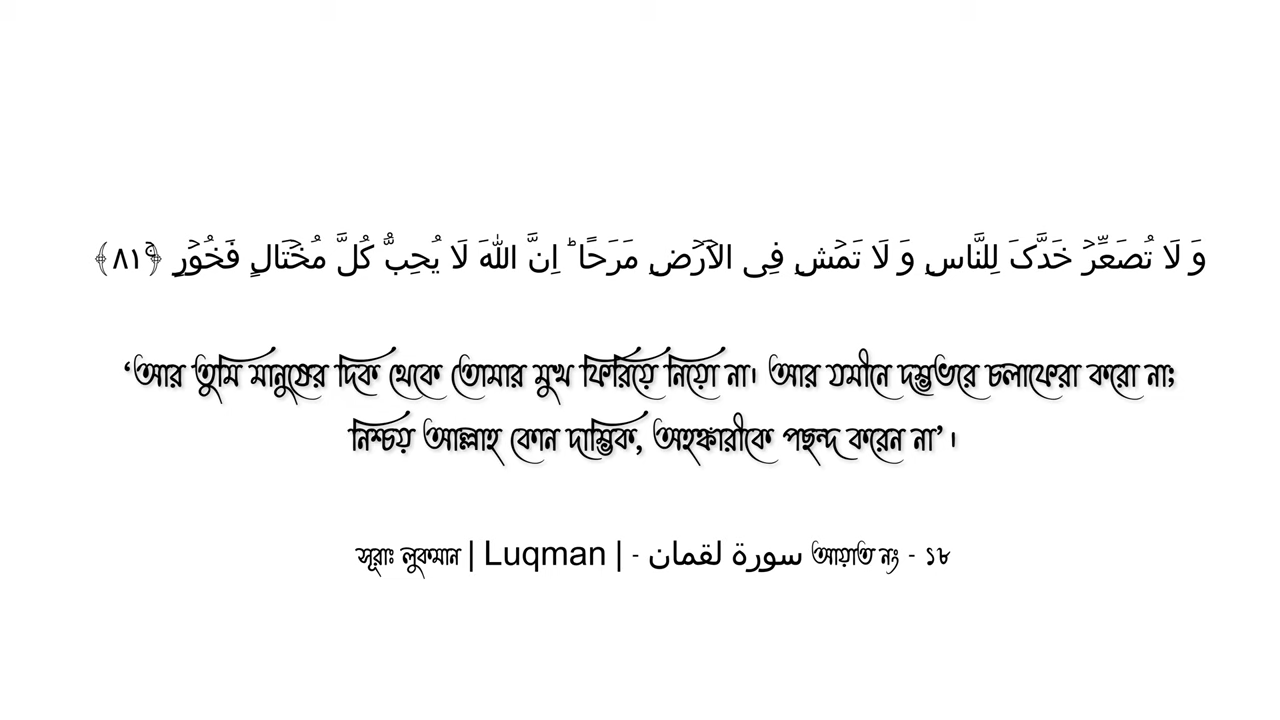 وَ لَا تُصَعِّرۡ خَدَّکَ لِلنَّاسِ وَ لَا تَمۡشِ فِی الۡاَرۡضِ مَرَحًا ؕ اِنَّ اللّٰهَ لَا یُحِبُّ کُلَّ مُخۡتَالٍ فَخُوۡرٍ ﴿ۚ۸۱﴾
‘আর তুমি মানুষের দিক থেকে তোমার মুখ ফিরিয়ে নিয়ো না। আর যমীনে দম্ভভরে চলাফেরা করো না;
নিশ্চয় আল্লাহ কোন দাম্ভিক, অহঙ্কারীকে পছন্দ করেন না’।
সূরাঃ লুকমান | Luqman | - سورة لقمان আয়াত নং - ১৮